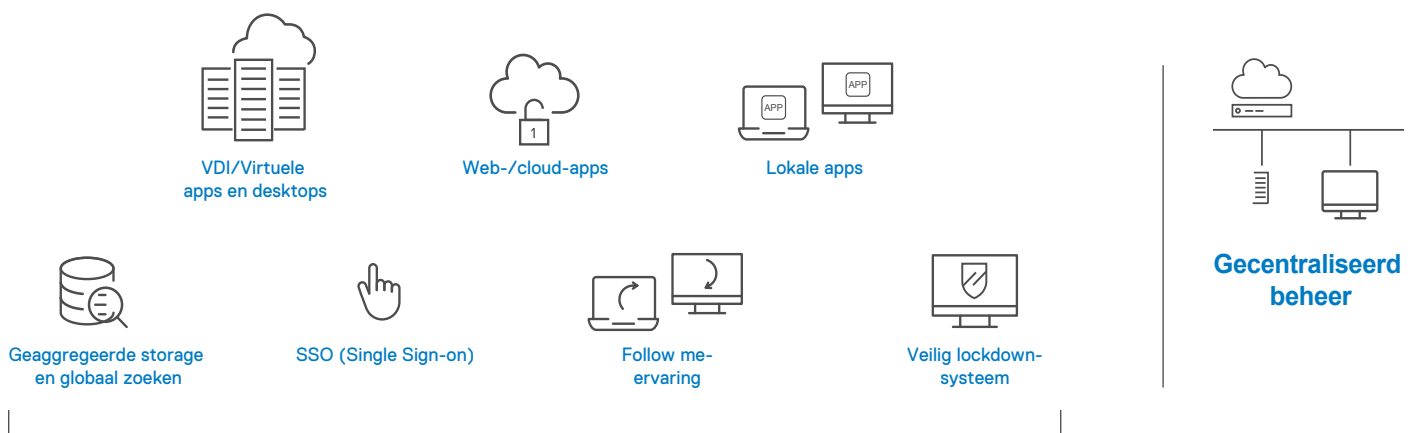 APP
APP
1
VDI/Virtuele
apps en desktops
Web-/cloud-apps
Lokale apps
Geaggregeerde storage
en globaal zoeken
SSO (Single Sign-on)
Follow me-
ervaring
Veilig lockdown-
systeem
Gecentraliseerd
beheer